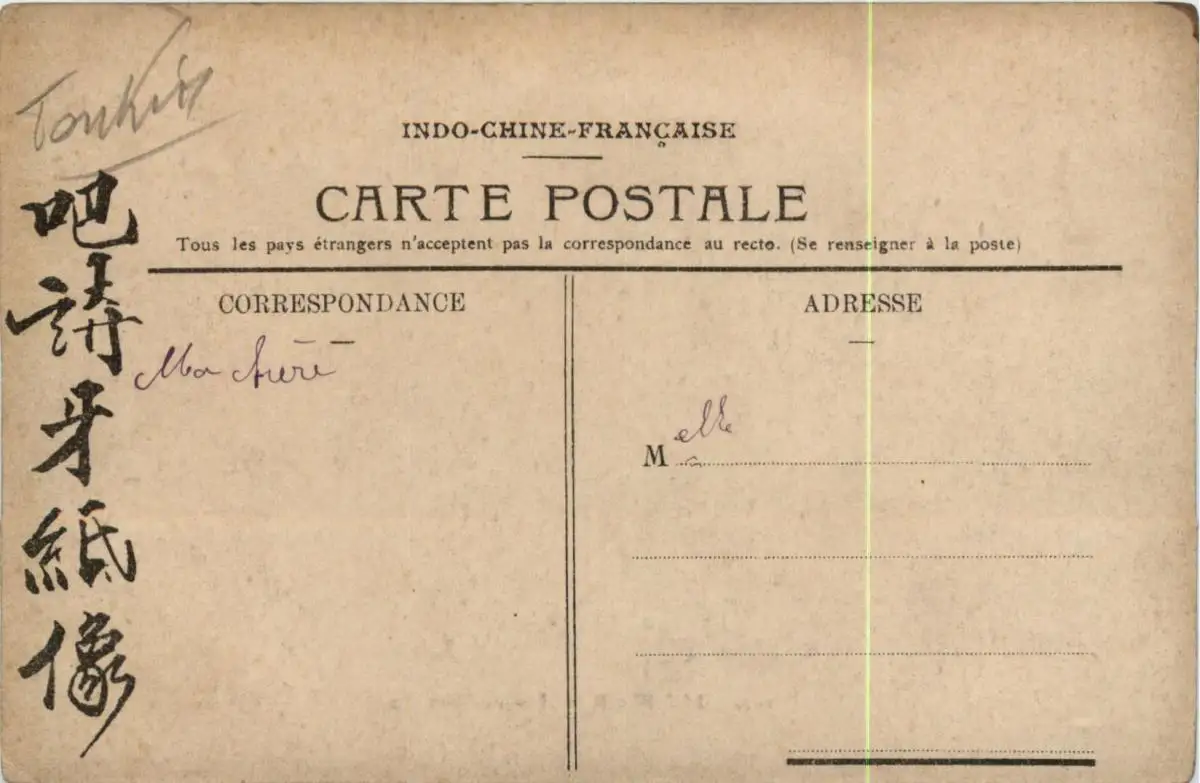 Tonkin
吧請牙紙像
INDO-CHINE-FRANÇAISE
CARTE POSTALE
Tous les pays étrangers n'acceptent pas la correspondance au recto. (Se renseigner à la poste)
CORRESPONDANCE
Ma chère
ADRESSE
Melle